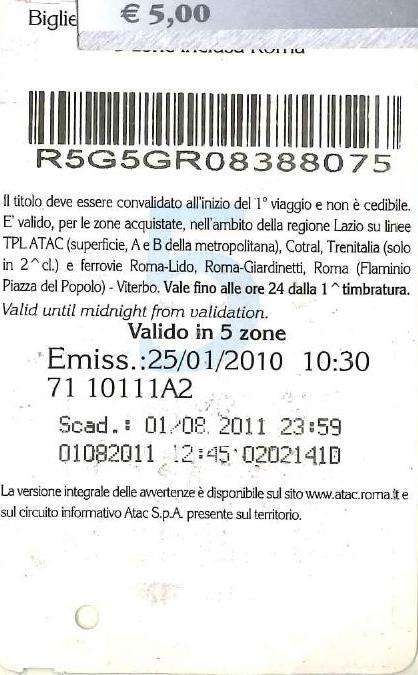 Biglie € 5,00
5 zone inclusa Roma
R5G5GR08388075
Il titolo deve essere convalidato all'inizio del 1° viaggio e non è cedibile.
E' valido, per le zone acquistate, nell'ambito della regione Lazio su linee
TPL ATAC (superficie, A e B della metropolitana), Cotral, Trenitalia (solo
in 2^cl.) e ferrovie Roma-Lido, Roma-Giardinetti, Roma (Flaminio
Piazza del Popolo) - Viterbo. Vale fino alle ore 24 dalla 1^timbratura.
Valid until midnight from validation.
Valido in 5 zone
Emiss.:25/01/2010 10:30
71 10111A2
Scad.: 01/08/2011 23:59
01082011 12:45 0202141D
La versione integrale delle avvertenze è disponibile sul sito www.atac.roma.it e
sul circuito informativo Atac S.p.A. presente sul territorio.